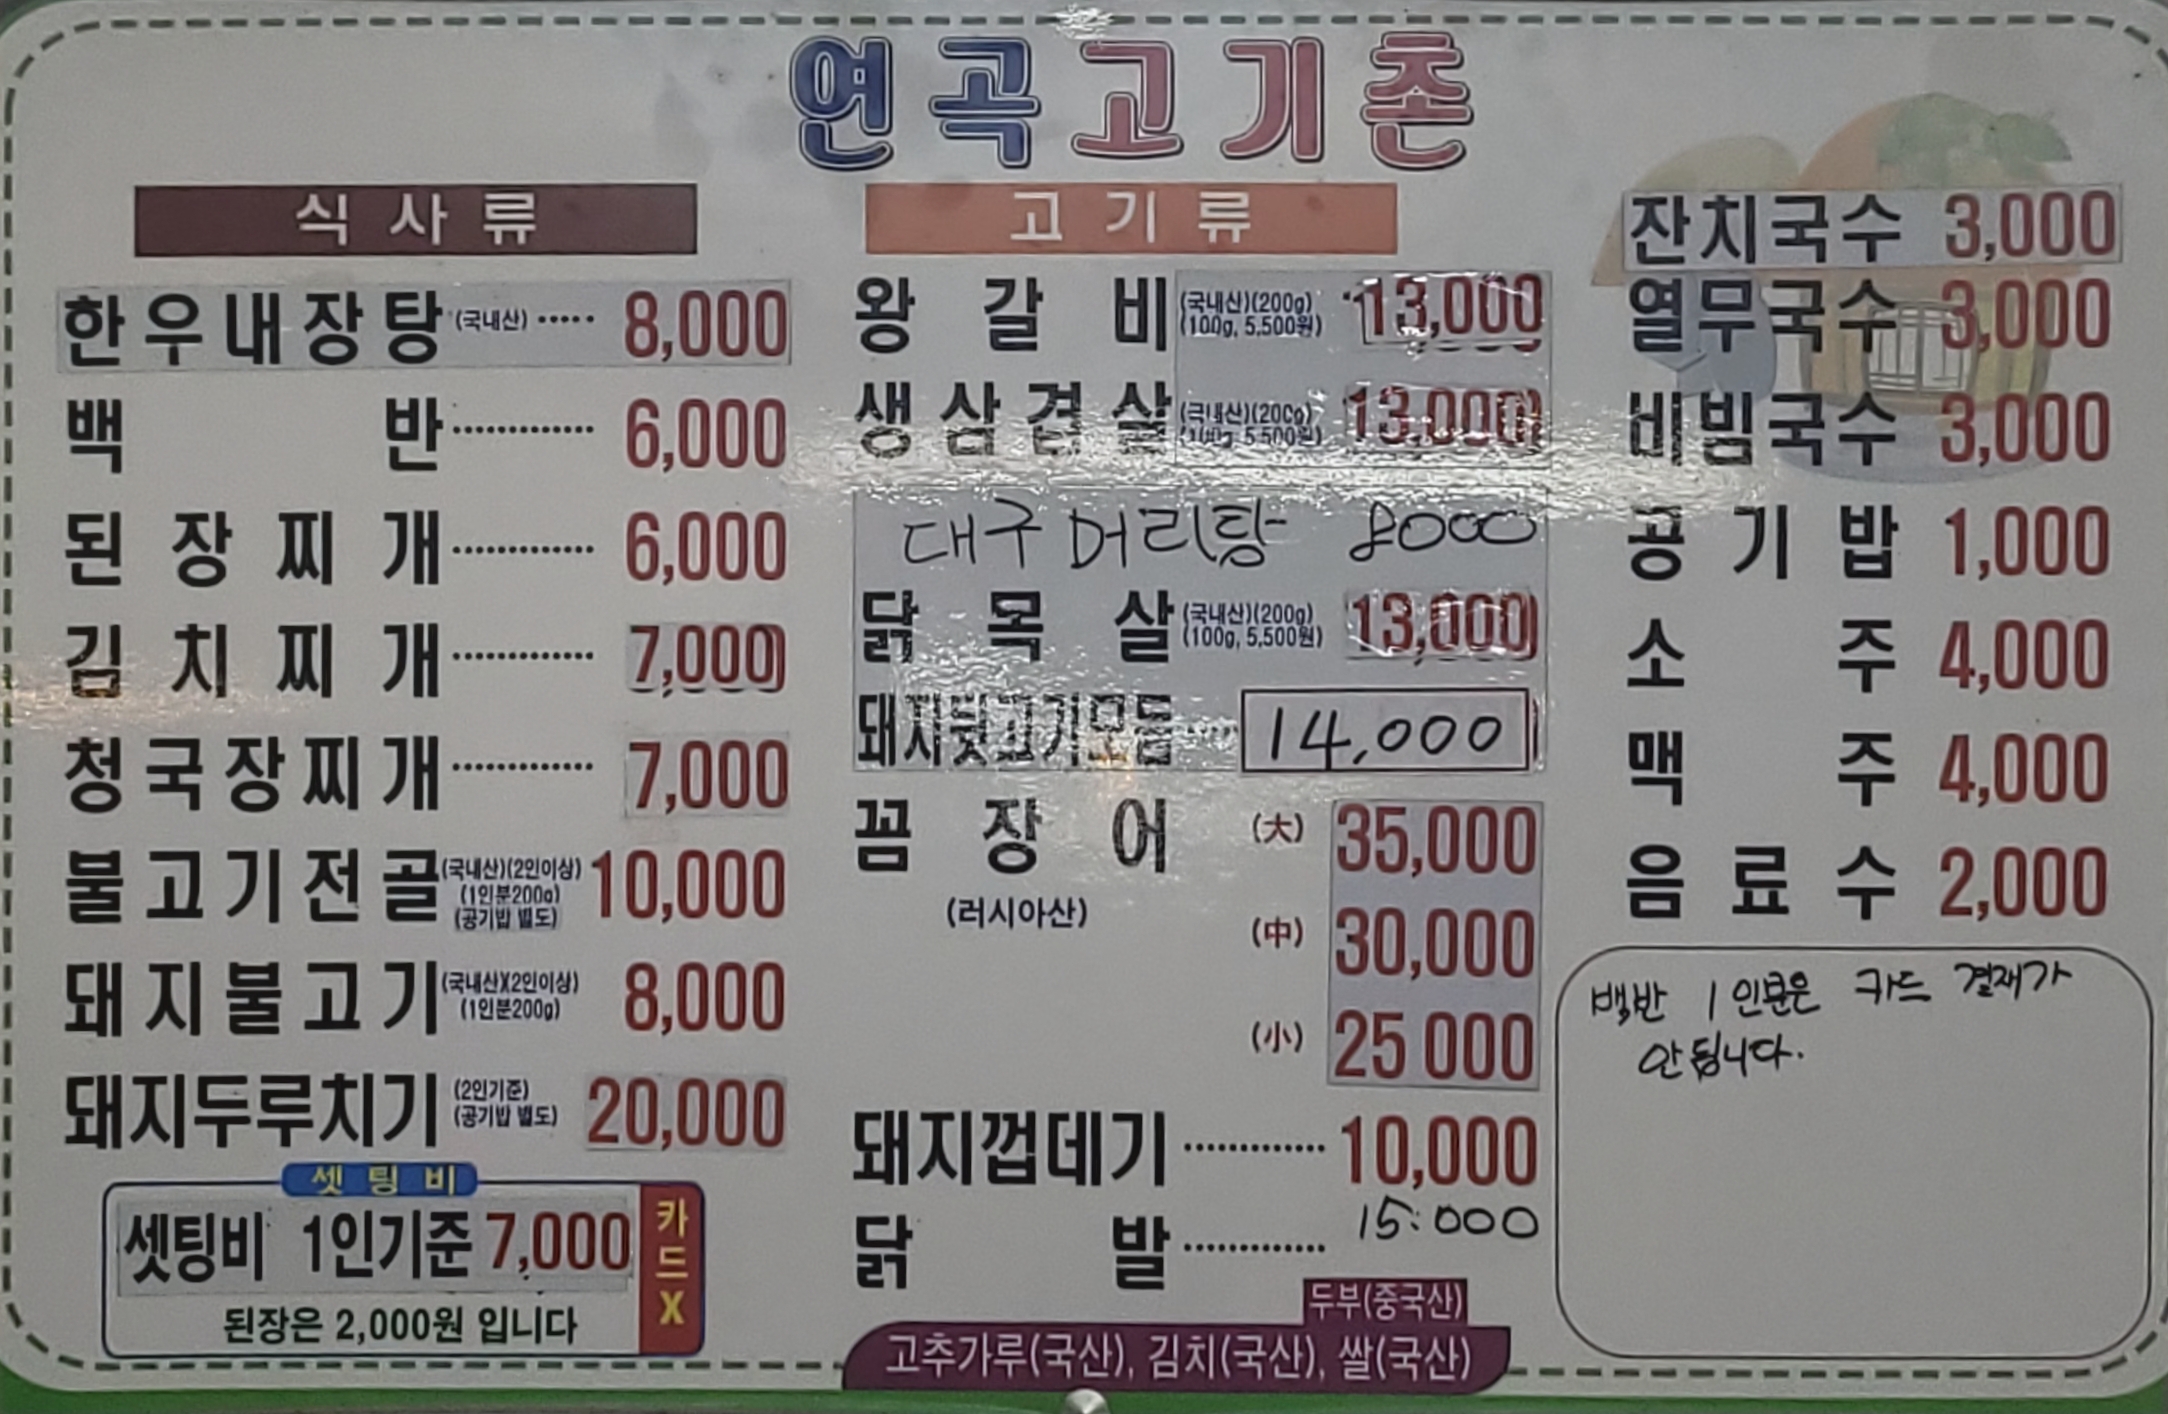 연곡고기촌
식사류
한우내장탕 (국내산) ····· 8,000
백반 ············ 6,000
된장찌개 ············ 6,000
김치찌개 ············ 7,000
청국장찌개 ············ 7,000
불고기전골 (국내산)(2인이상) 10,000
(1인분200g)
(공기밥 별도)
돼지불고기 (국내산)(2인이상) 8,000
(1인분200g)
돼지두루치기 (2인기준) 20,000
(공기밥 별도)
셋팅비
셋팅비 1인기준 7,000
된장은 2,000원 입니다
카드X
고기류
왕갈비 (국내산)(200g) 13,000
(100g, 5,500원)
생삼겹살 (국내산)(200g) 13,000
(100g, 5,500원)
대구머리탕 8000
닭목살 (국내산)(200g) 13,000
(100g, 5,500원)
돼지뒷고기모듬 ····· 14,000
꼼장어 (大) 35,000
(러시아산)
(中) 30,000
(小) 25 000
돼지껍데기 ············ 10,000
닭발 ············ 15:000
두부(중국산)
고추가루(국산), 김치(국산), 쌀(국산)
잔치국수 3,000
열무국수 3,000
비빔국수 3,000
공기밥 1,000
소주 4,000
맥주 4,000
음료수 2,000
백반 1인분은 카드 결재가
안됩니다.